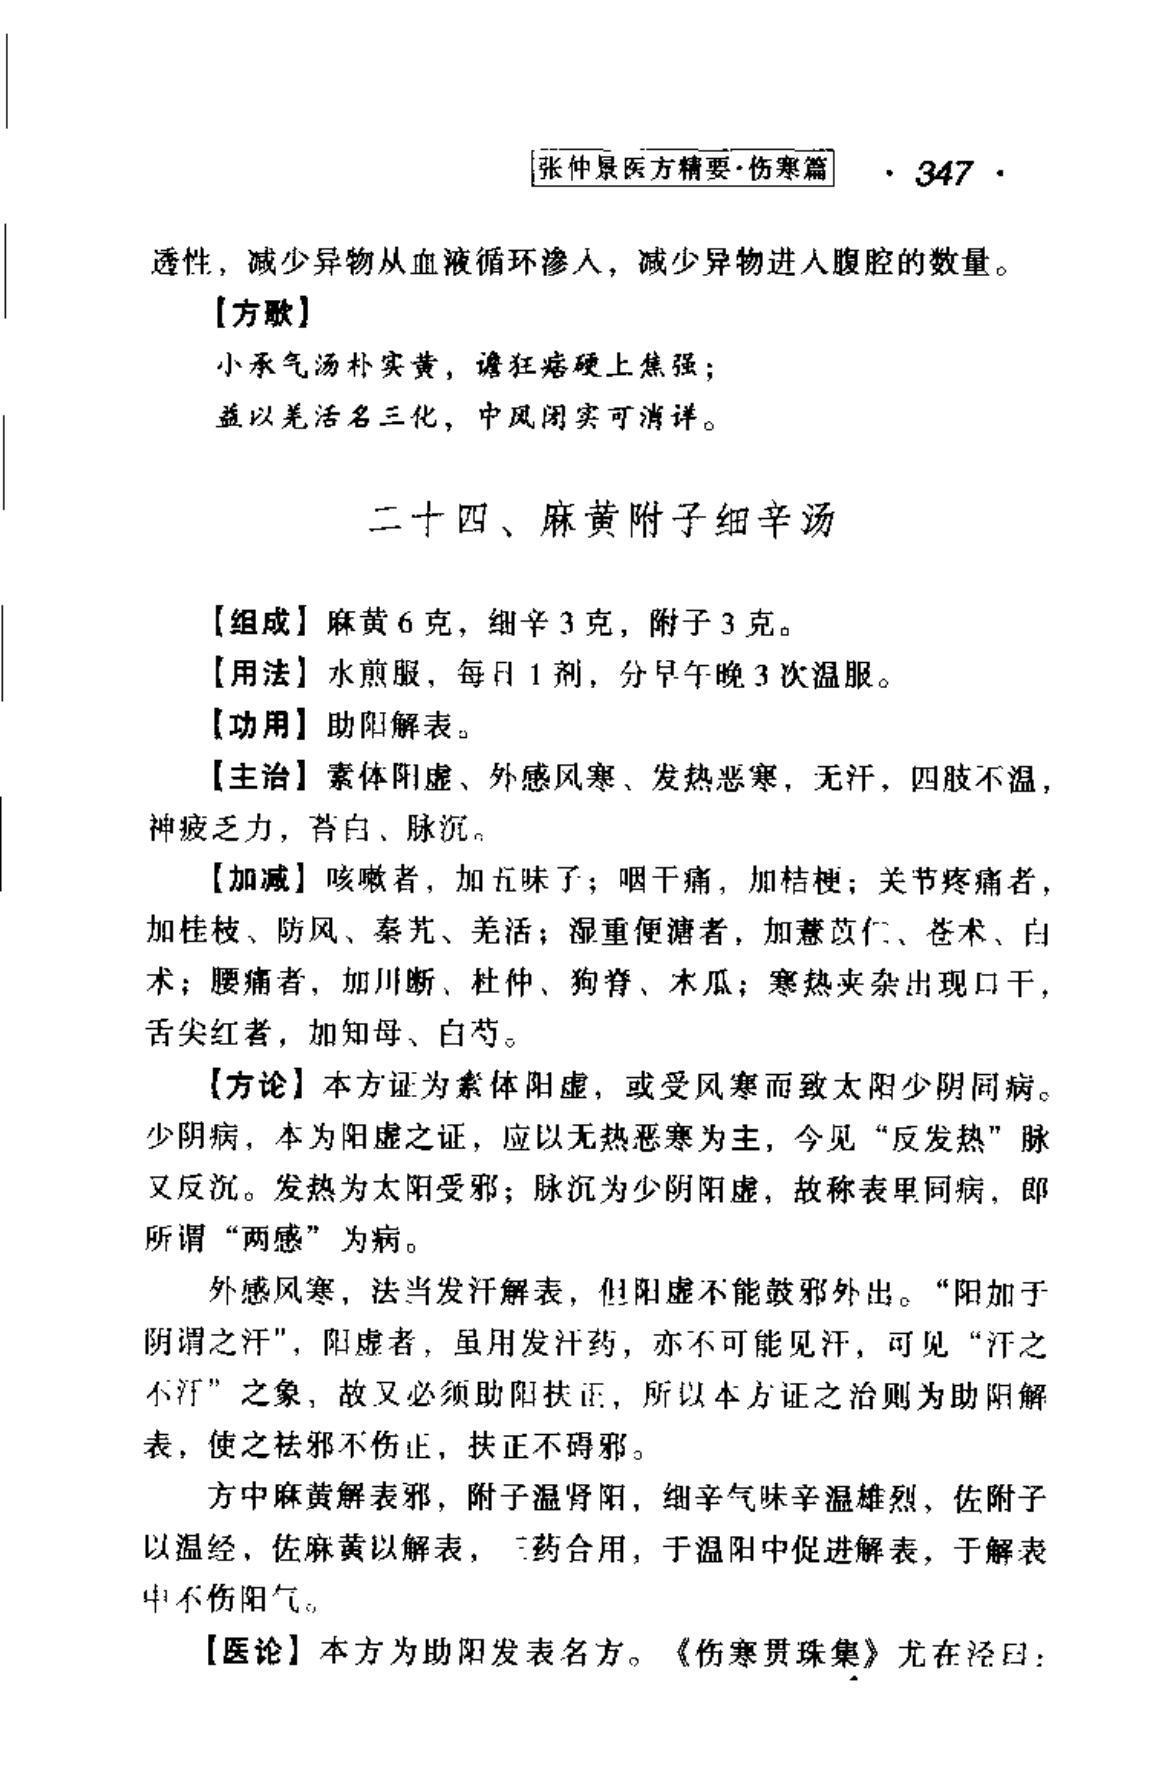 张仲景医方精要·伤寒篇 · 347 ·
透性，减少异物从血液循环渗入，减少异物进入腹腔的数量。
【方歌】
小承气汤朴实黄，谵狂痞硬上焦强；
益以羌活名三化，中风闭实可消详。
二十四、麻黄附子细辛汤
【组成】麻黄6克，细辛3克，附子3克。
【用法】水煎服，每日1剂，分早午晚3次温服。
【功用】助阳解表。
【主治】素体阳虚、外感风寒、发热恶寒，无汗，四肢不温，
神疲乏力，苔白、脉沉。
【加减】咳嗽者，加五味子；咽干痛，加桔梗；关节疼痛者，
加桂枝、防风、秦艽、羌活；湿重便溏者，加薏苡仁、苍术、白
术；腰痛者，加川断、杜仲、狗脊、木瓜；寒热夹杂出现口干，
舌尖红者，加知母、白芍。
【方论】本方证为素体阳虚，或受风寒而致太阳少阴同病。
少阴病，本为阳虚之证，应以无热恶寒为主，今见“反发热”脉
又反沉。发热为太阳受邪；脉沉为少阴阳虚，故称表里同病，即
所谓“两感”为病。
外感风寒，法当发汗解表，但阳虚不能鼓邪外出。“阳加于
阴谓之汗”，阳虚者，虽用发汗药，亦不可能见汗，可见“汗之
不汗”之象，故又必须助阳扶正，所以本方证之治则为助阳解
表，使之祛邪不伤正，扶正不碍邪。
方中麻黄解表邪，附子温肾阳，细辛气味辛温雄烈，佐附子
以温经，佐麻黄以解表，三药合用，于温阳中促进解表，于解表
中不伤阳气。
【医论】本方为助阳发表名方。《伤寒贯珠集》尤在泾曰：